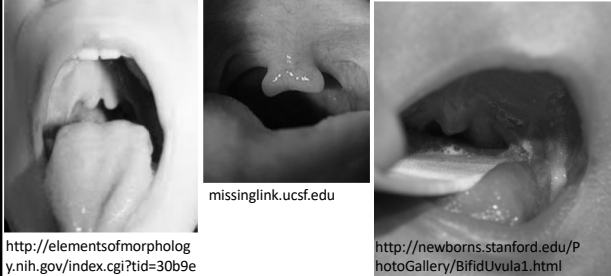 http://elementsofmorpholog
y.nih.gov/index.cgi?tid=30b9e
missinglink.ucsf.edu
http://newborns.stanford.edu/P
hotoGallery/BifidUvula1.html